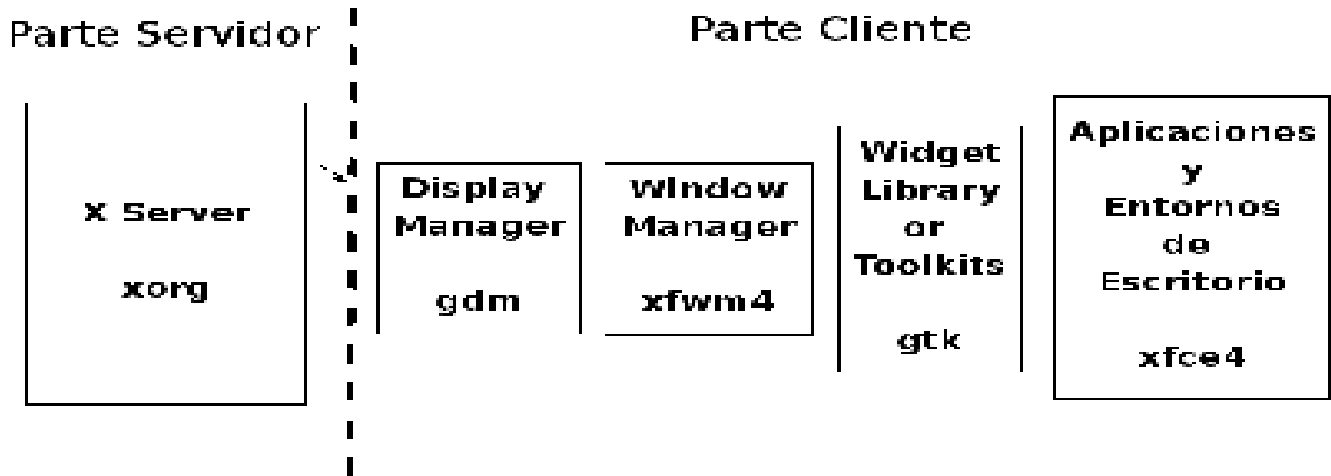 Parte Servidor
Parte Cliente
X Server
xorg
Display
Manager
gdm
Window
Manager
xfwm4
Widget
Library
or
Toolkits
gtk
Aplicaciones
y
Entornos
de
Escritorio
xfce4